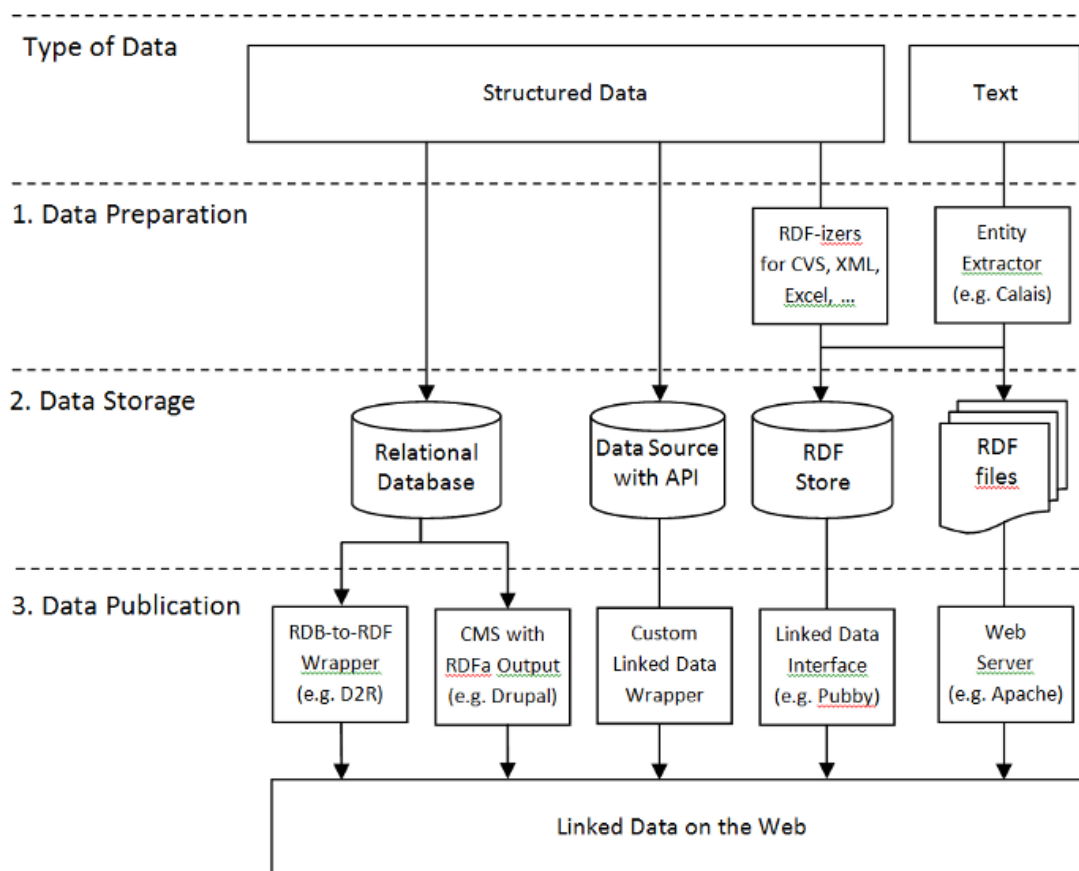 Type of Data
Structured Data
Text
1. Data Preparation
RDF-izers
for CVS, XML,
Excel, ...
Entity
Extractor
(e.g. Calais)
2. Data Storage
Relational
Database
Data Source
with API
RDF
Store
RDF
files
3. Data Publication
RDB-to-RDF
Wrapper
(e.g. D2R)
CMS with
RDFa Output
(e.g. Drupal)
Custom
Linked Data
Wrapper
Linked Data
Interface
(e.g. Pubby)
Web
Server
(e.g. Apache)
Linked Data on the Web